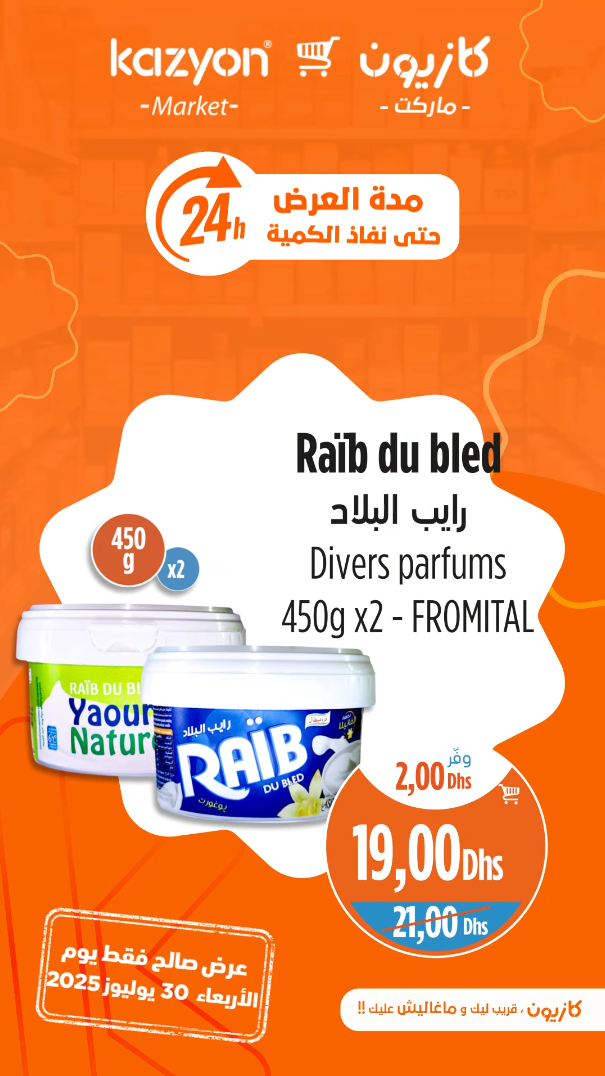 kazyon® كازيون
-Market- - ماركت -
24h
مدة العرض
حتى نفاذ الكمية
Raïb du bled
رايب البلاد
Divers parfums
450g x2 - FROMITAL
450
g
x2
RAÏB DU BL
Yaour
Nature
رايب البلاد
RAÏB
DU BLED
يوغورت
وفّر
2,00 Dhs
19,00 Dhs
21,00 Dhs
عرض صالح فقط يوم
الأربعاء 30 يوليوز 2025
كازيون ، قريب ليك و ماغاليش عليك !!